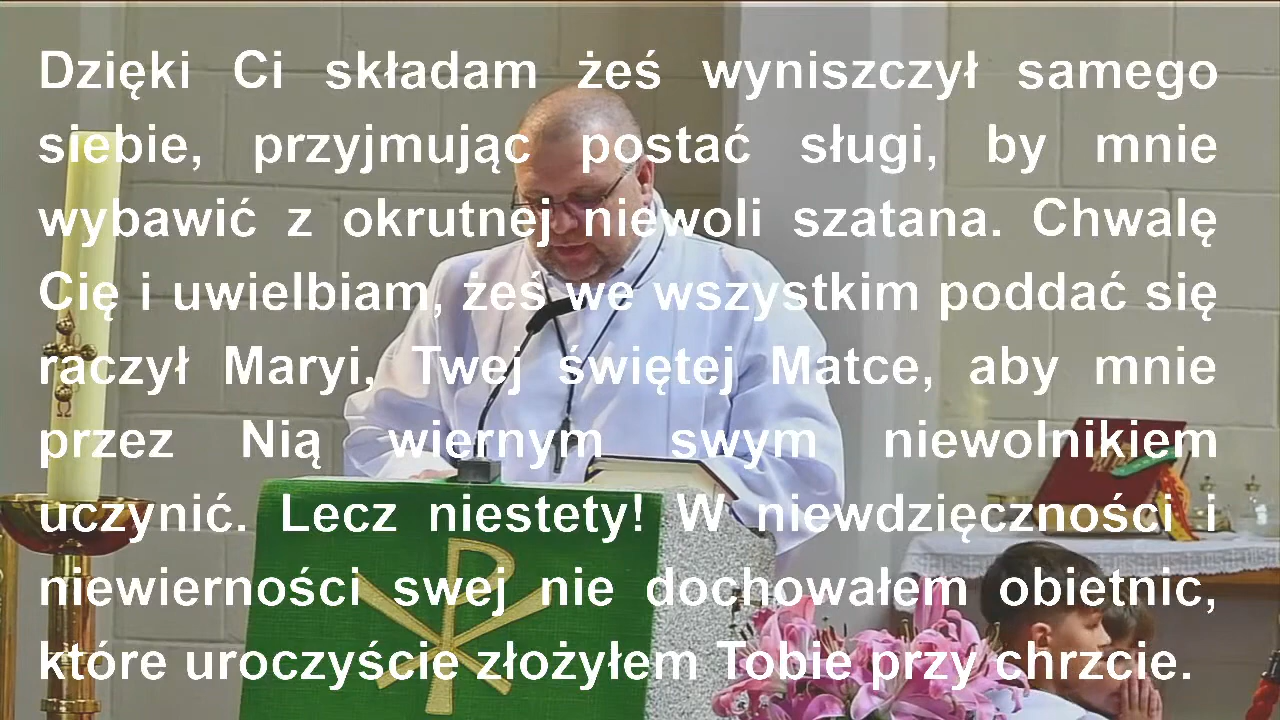 Dzięki Ci składam żeś wyniszczył samego
siebie, przyjmując postać sługi, by mnie
wybawić z okrutnej niewoli szatana. Chwalę
Cię i uwielbiam, żeś we wszystkim poddać się
raczył Maryi, Twej świętej Matce, aby mnie
przez Nią wiernym swym niewolnikiem
uczynić. Lecz niestety! W niewdzięczności i
niewierności swej nie dochowałem obietnic,
które uroczyście złożyłem Tobie przy chrzcie.